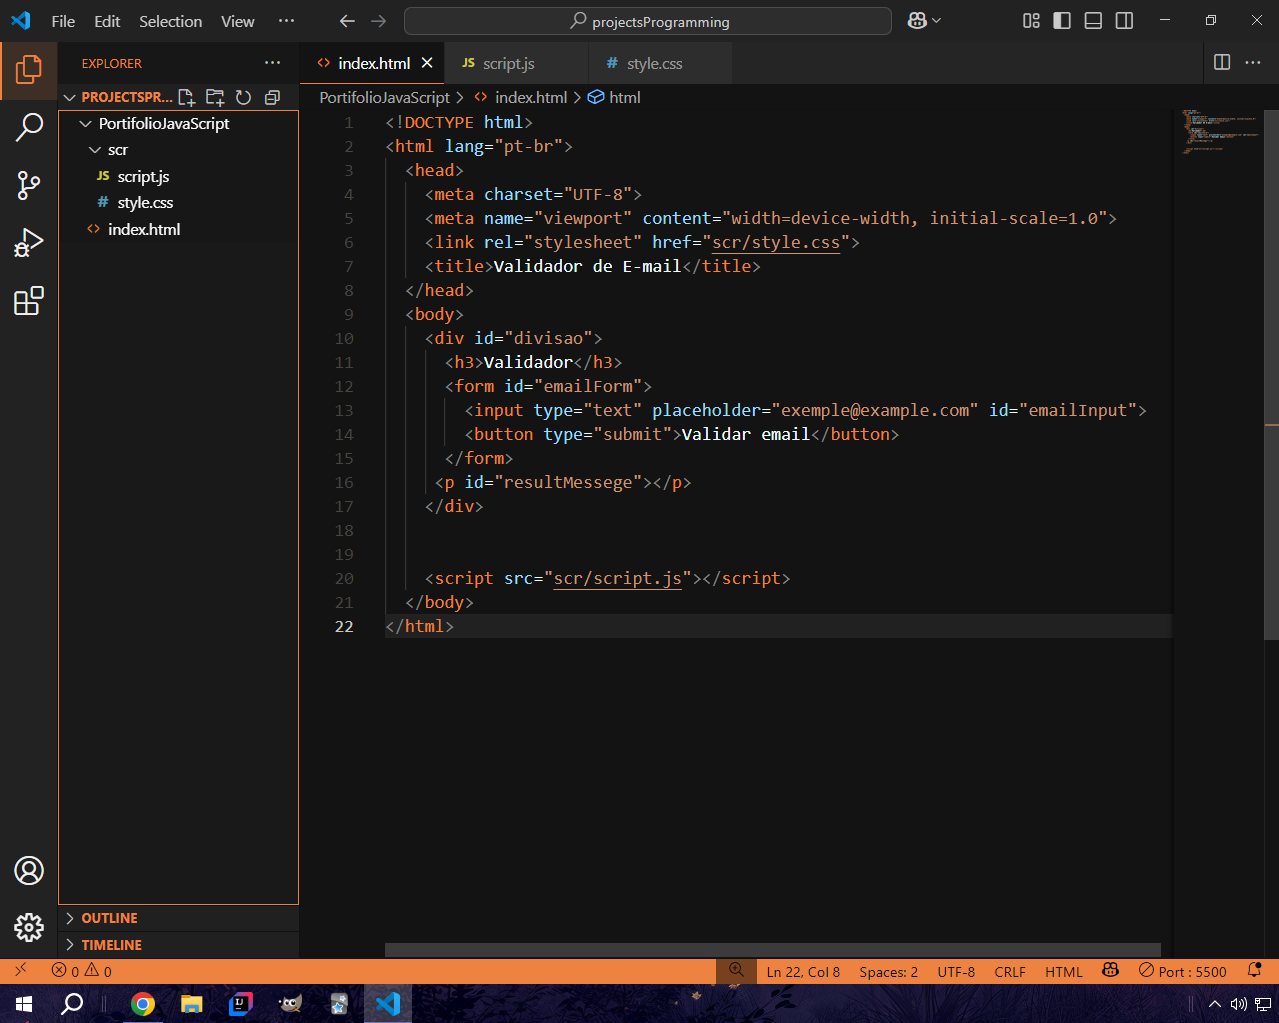 File Edit Selection View ··· projectsProgramming
EXPLORER ···
PROJECTSPR...
PortifolioJavaScript
scr
JS script.js
# style.css
<> index.html
OUTLINE
TIMELINE
<> index.html JS script.js # style.css ···
PortifolioJavaScript > <> index.html > html
1 <!DOCTYPE html>
2 <html lang="pt-br">
3 <head>
4 <meta charset="UTF-8">
5 <meta name="viewport" content="width=device-width, initial-scale=1.0">
6 <link rel="stylesheet" href="scr/style.css">
7 <title>Validador de E-mail</title>
8 </head>
9 <body>
10 <div id="divisao">
11 <h3>Validador</h3>
12 <form id="emailForm">
13 <input type="text" placeholder="exemple@example.com" id="emailInput">
14 <button type="submit">Validar email</button>
15 </form>
16 <p id="resultMessege"></p>
17 </div>
18
19
20 <script src="scr/script.js"></script>
21 </body>
22 </html>
0 0 Ln 22, Col 8 Spaces: 2 UTF-8 CRLF HTML Port : 5500